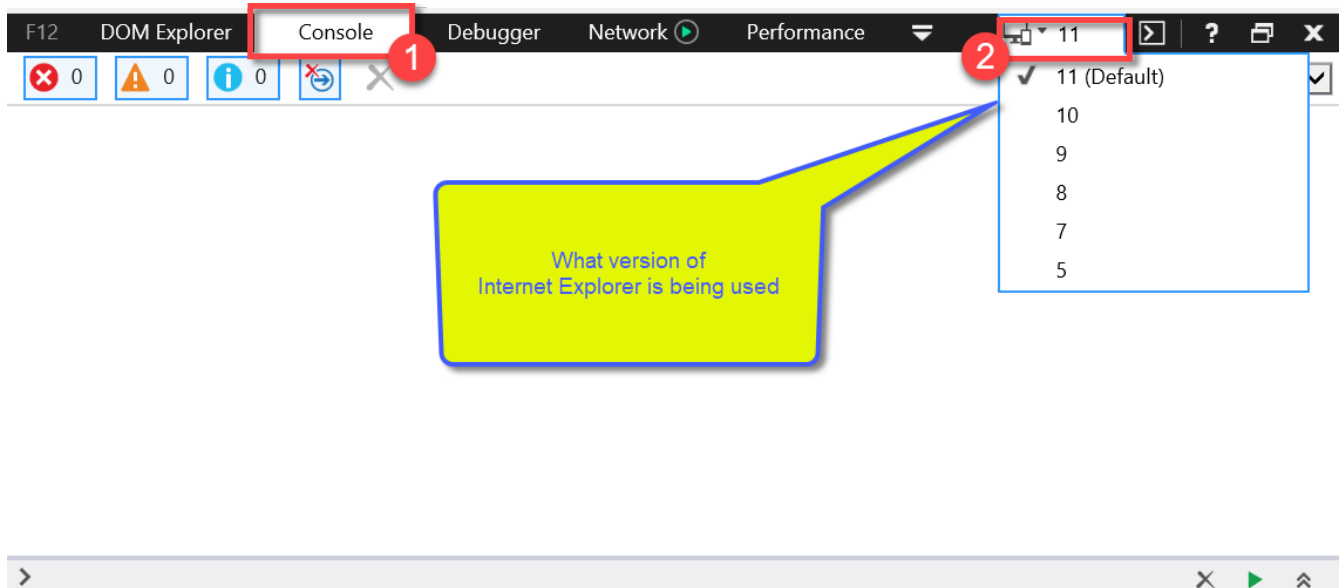 F12 DOM Explorer Console Debugger Network Performance 11 ?
1 2
0 0 0
11 (Default)
10
9
8
7
5
What version of
Internet Explorer is being used